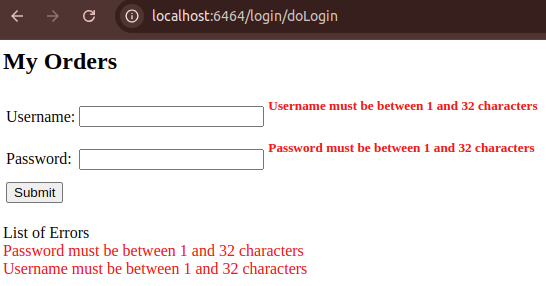 localhost:6464/login/doLogin
My Orders
Username: Username must be between 1 and 32 characters
Password: Password must be between 1 and 32 characters
Submit
List of Errors
Password must be between 1 and 32 characters
Username must be between 1 and 32 characters